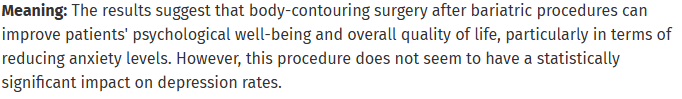 Meaning: The results suggest that body-contouring surgery after bariatric procedures can
improve patients' psychological well-being and overall quality of life, particularly in terms of
reducing anxiety levels. However, this procedure does not seem to have a statistically
significant impact on depression rates.